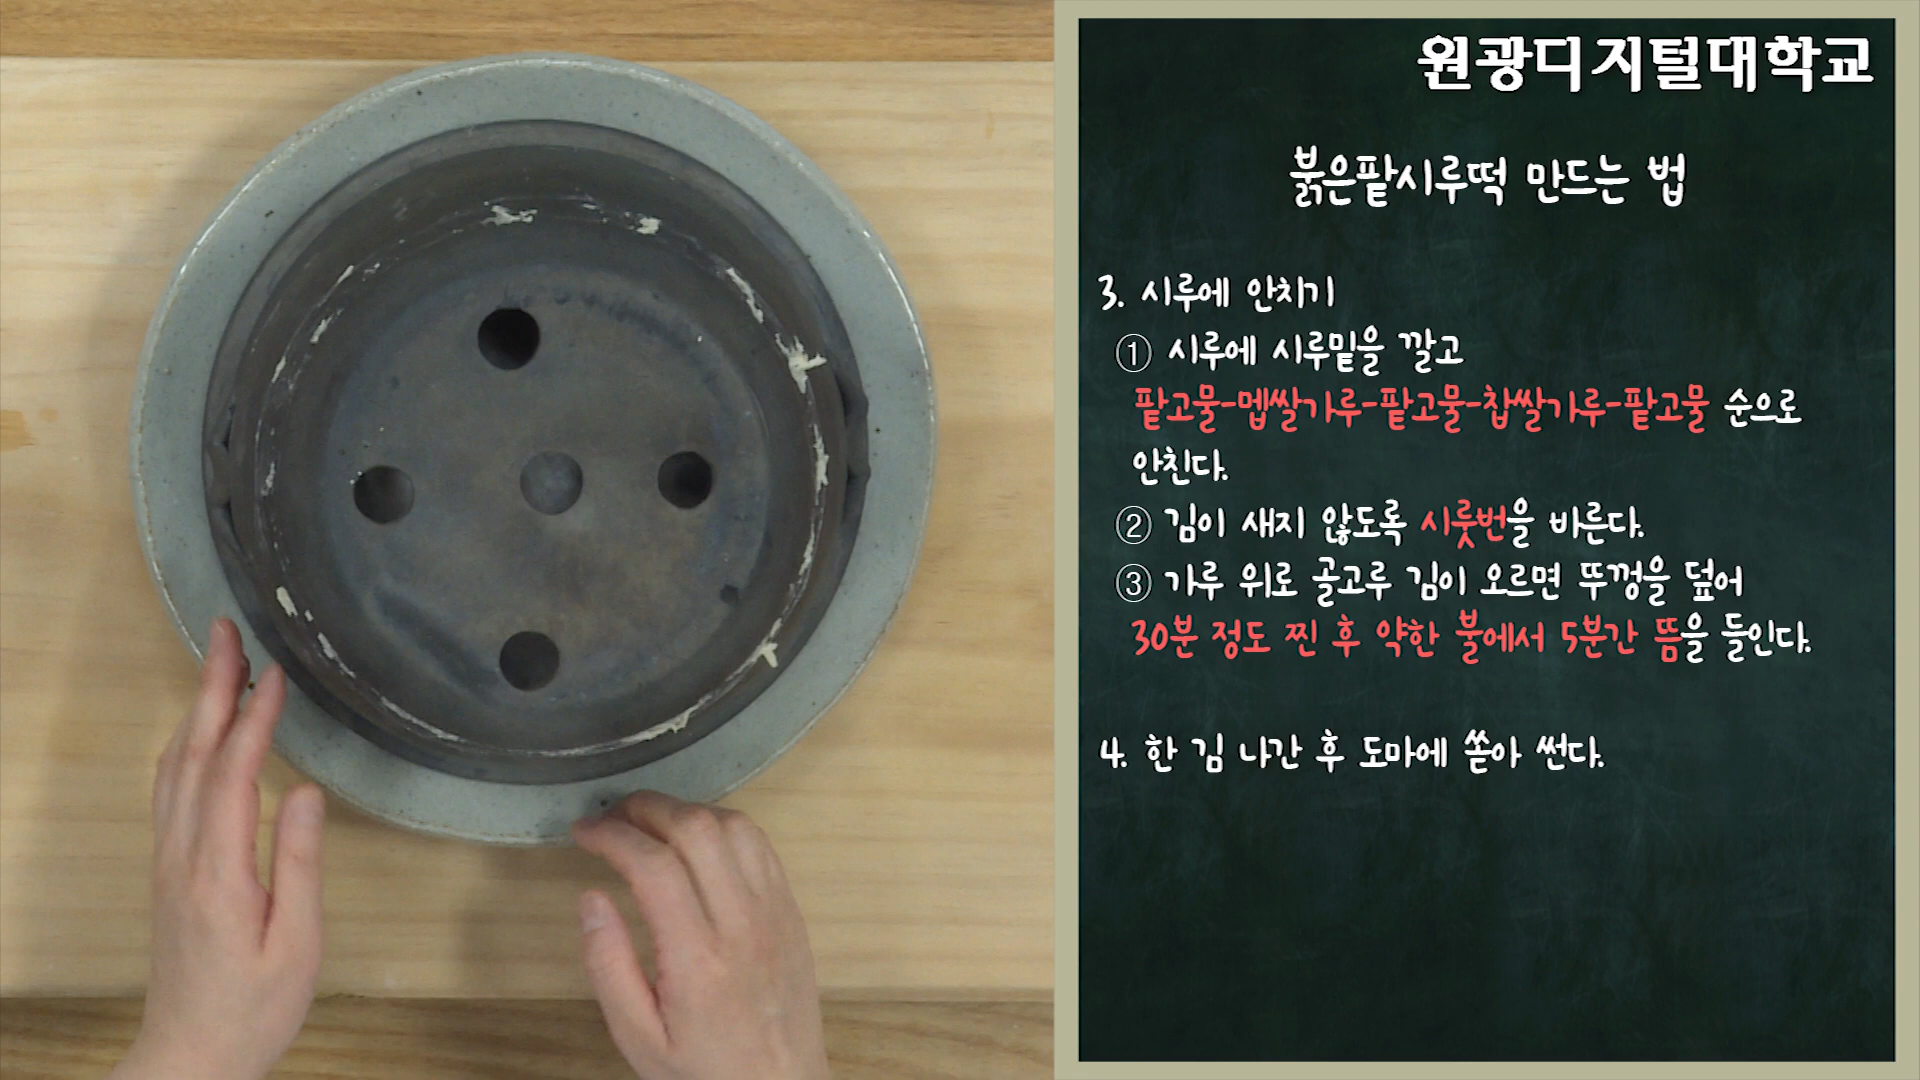 원광디지털대학교
붉은팥시루떡 만드는 법
3. 시루에 안치기
① 시루에 시루밑을 깔고
팥고물-멥쌀가루-팥고물-찹쌀가루-팥고물 순으로
안친다.
② 김이 새지 않도록 시룻번을 바른다.
③ 가루 위로 골고루 김이 오르면 뚜껑을 덮어
30분 정도 찐 후 약한 불에서 5분간 뜸을 들인다.
4. 한 김 나간 후 도마에 쏟아 썬다.